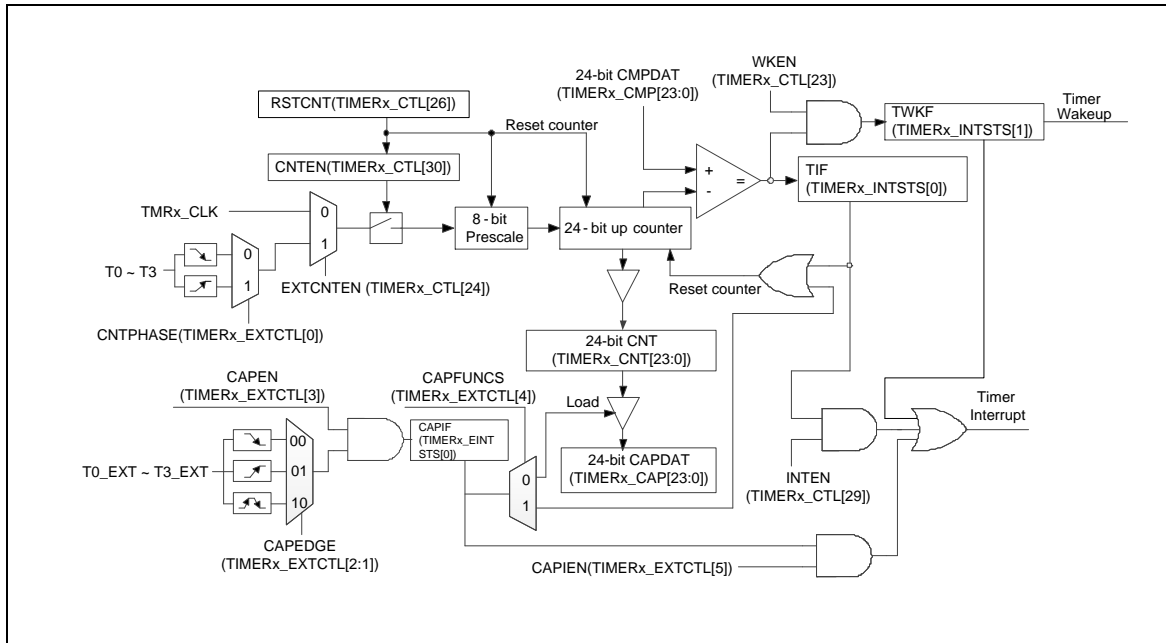 WKEN
(TIMERx_CTL[23])
24-bit CMPDAT
(TIMERx_CMP[23:0])
RSTCNT(TIMERx_CTL[26])
Reset counter
TWKF
(TIMERx_INTSTS[1])
Timer
Wakeup
CNTEN(TIMERx_CTL[30])
+
-
=
TIF
(TIMERx_INTSTS[0])
TMRx_CLK
0
1
8-bit
Prescale
24-bit up counter
T0 ~ T3
0
1
EXTCNTEN (TIMERx_CTL[24])
Reset counter
CNTPHASE(TIMERx_EXTCTL[0])
24-bit CNT
(TIMERx_CNT[23:0])
CAPEN
(TIMERx_EXTCTL[3])
CAPFUNCS
(TIMERx_EXTCTL[4])
Load
Timer
Interrupt
CAPIF
(TIMERx_EINT
STS[0])
00
01
10
T0_EXT ~ T3_EXT
0
1
24-bit CAPDAT
(TIMERx_CAP[23:0])
INTEN
(TIMERx_CTL[29])
CAPEDGE
(TIMERx_EXTCTL[2:1])
CAPIEN(TIMERx_EXTCTL[5])